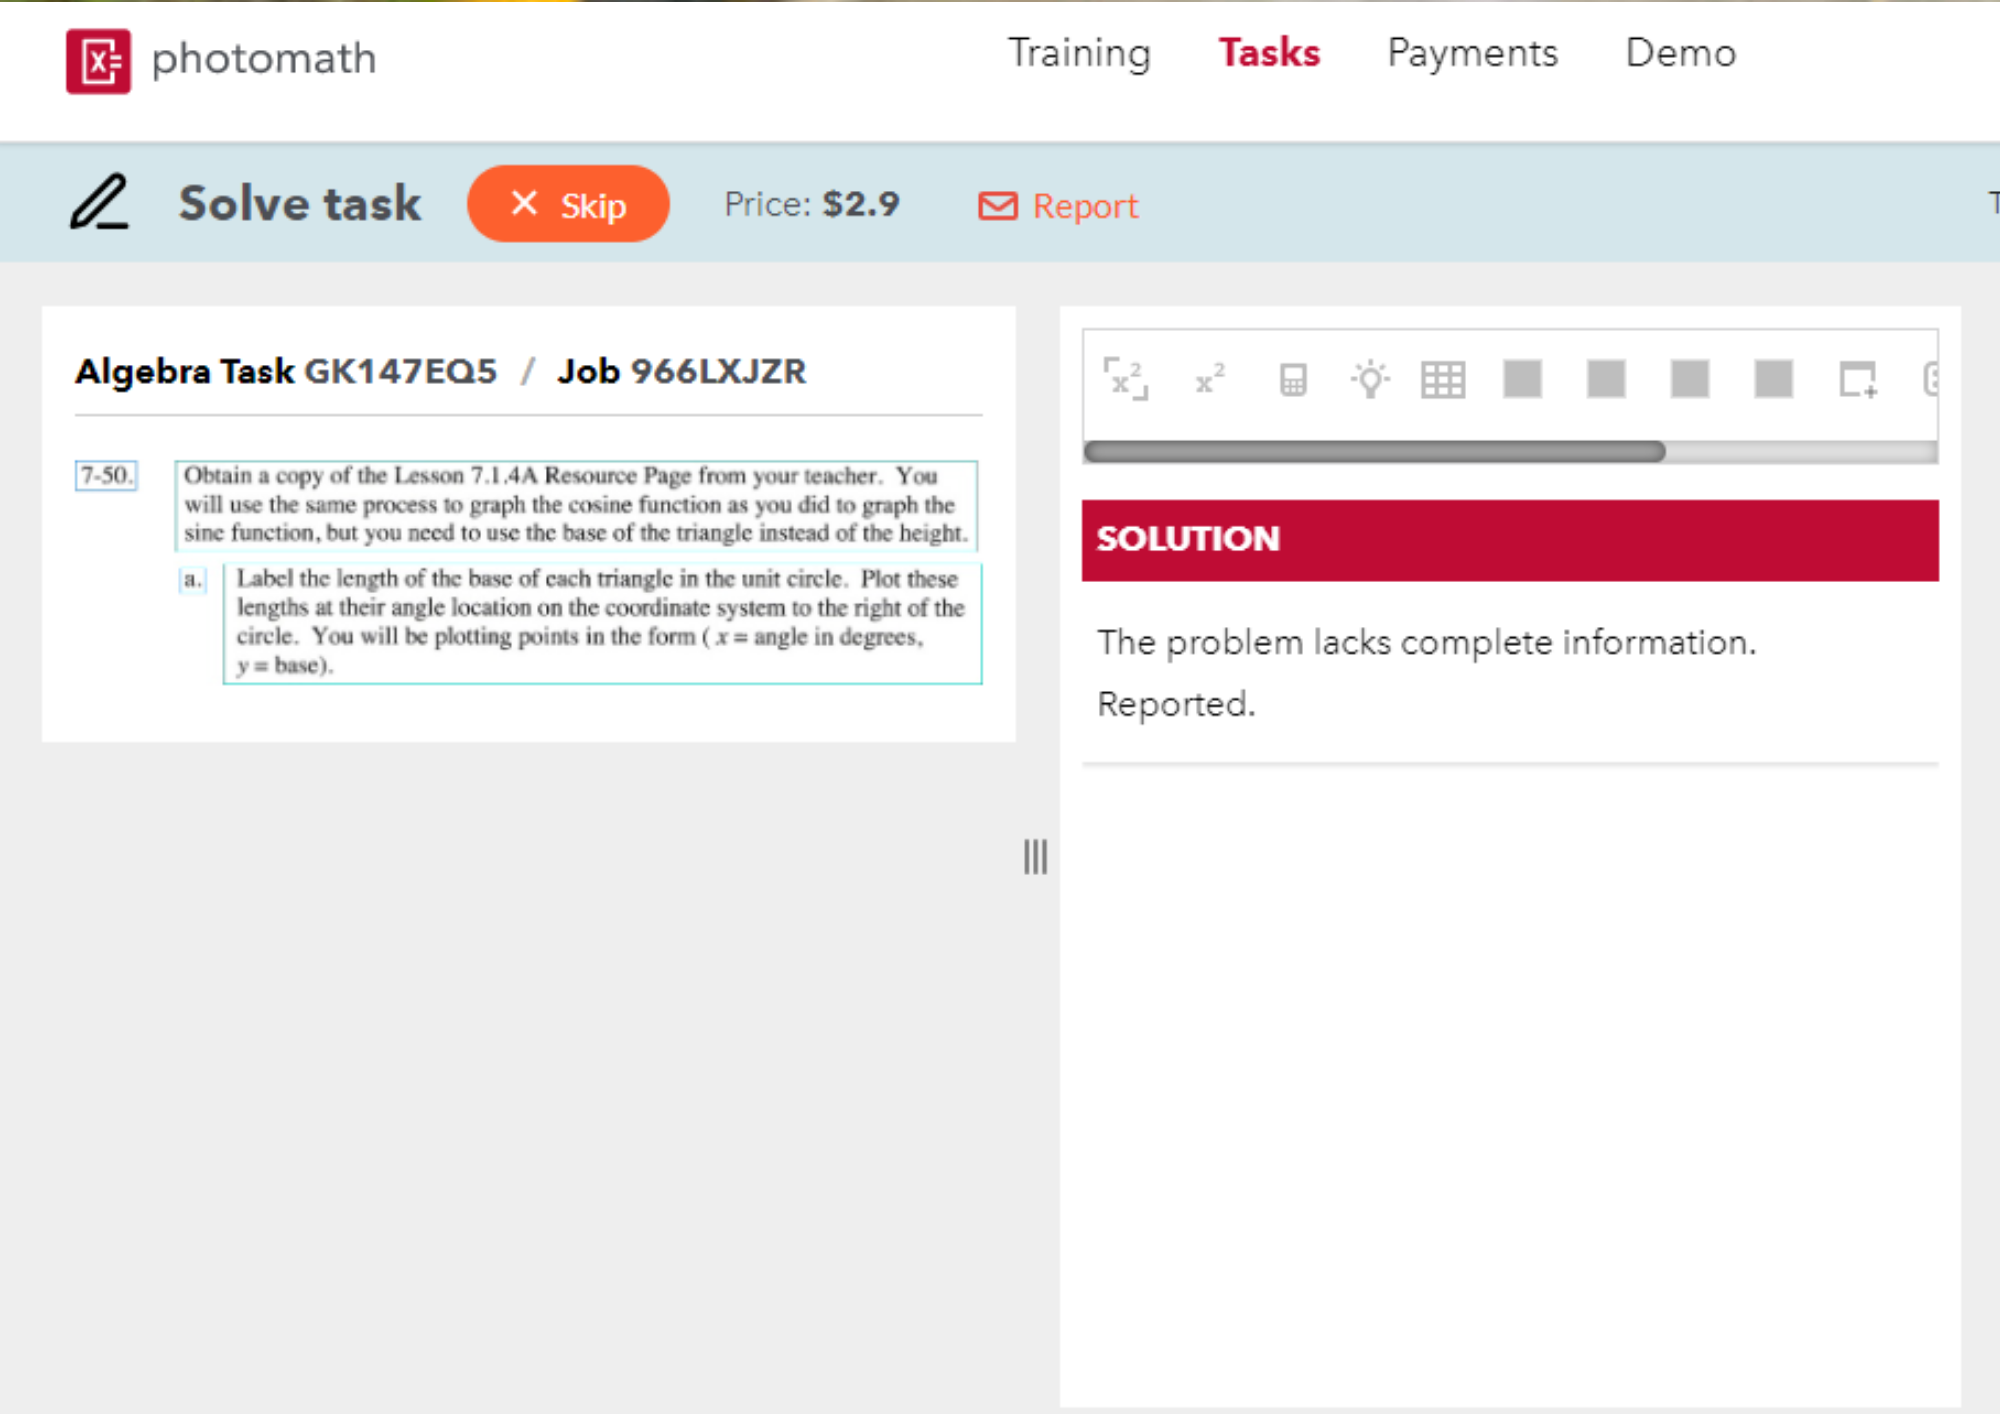 photomath
Training Tasks Payments Demo
Solve task
Skip
Price: $2.9
Report
T
Algebra Task GK147EQ5 / Job 966LXJZR
7-50. Obtain a copy of the Lesson 7.1.4A Resource Page from your teacher. You
will use the same process to graph the cosine function as you did to graph the
sine function, but you need to use the base of the triangle instead of the height.
a. Label the length of the base of each triangle in the unit circle. Plot these
lengths at their angle location on the coordinate system to the right of the
circle. You will be plotting points in the form ( x = angle in degrees,
y = base).
x² x²
SOLUTION
The problem lacks complete information.
Reported.